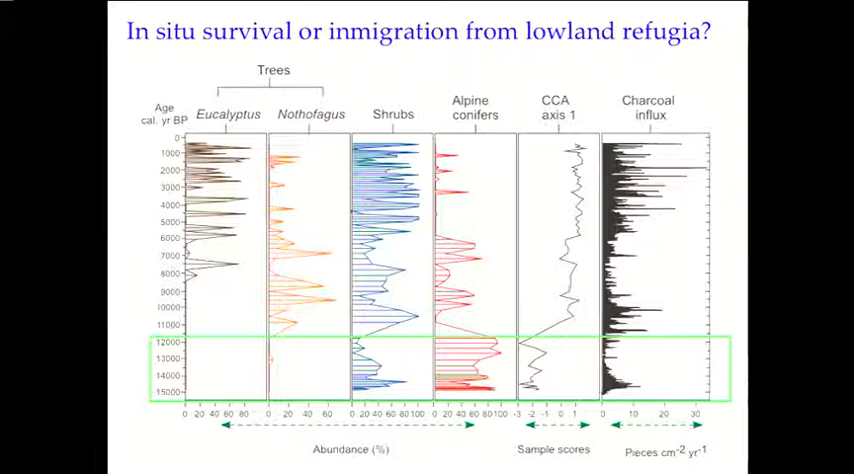 In situ survival or inmigration from lowland refugia?
Trees
Age
cal. yr BP
Eucalyptus
Nothofagus
Shrubs
Alpine
conifers
CCA
axis 1
Charcoal
influx
0
1000
2000
3000
4000
5000
6000
7000
8000
9000
10000
11000
12000
13000
14000
15000
0 20 40 60 80
0 20 40 60
0 20 40 60 80 100
0 20 40 60 80 100
-3 -2 -1 0 1
0 10 20 30
Abundance (%)
Sample scores
Pieces cm-2 yr-1